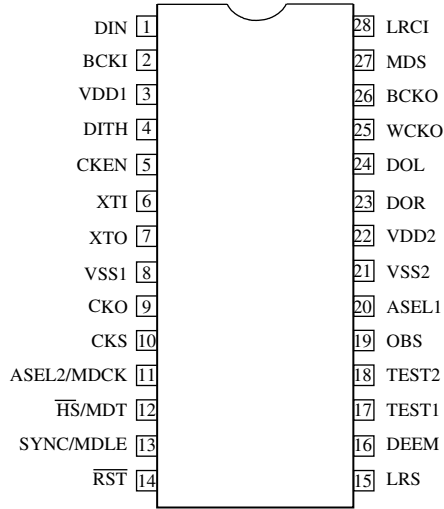 DIN 1 28 LRCI
BCKI 2 27 MDS
VDD1 3 26 BCKO
DITH 4 25 WCKO
CKEN 5 24 DOL
XTI 6 23 DOR
XTO 7 22 VDD2
VSS1 8 21 VSS2
CKO 9 20 ASEL1
CKS 10 19 OBS
ASEL2/MDCK 11 18 TEST2
H̅S̅/MDT 12 17 TEST1
SYNC/MDLE 13 16 DEEM
R̅S̅T̅ 14 15 LRS